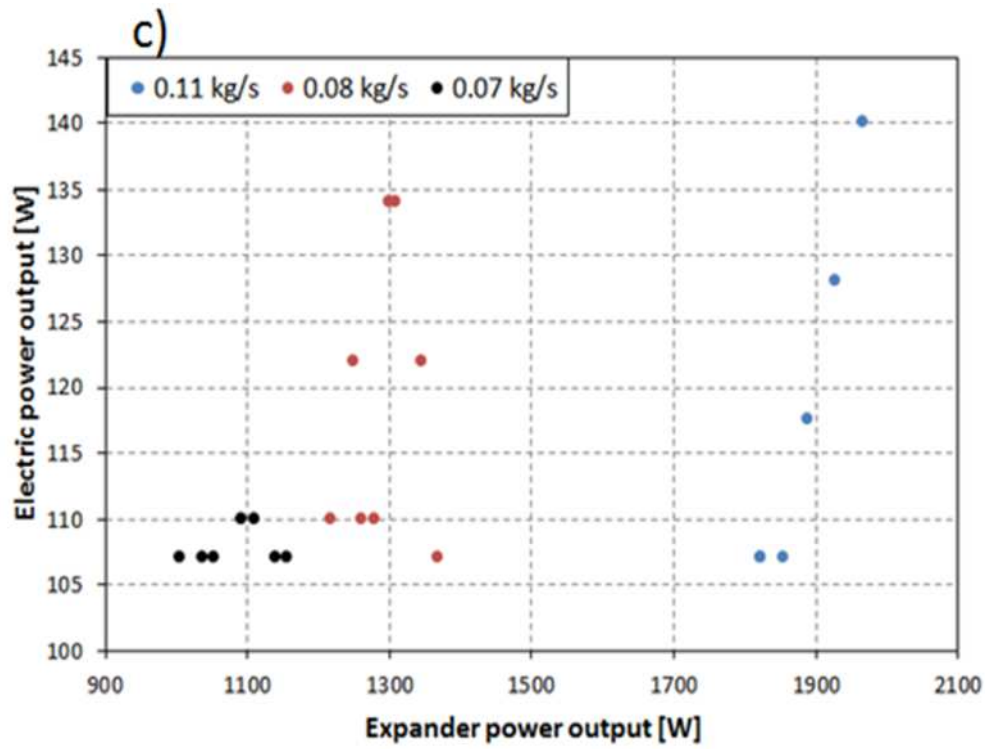 c)
0.11 kg/s 0.08 kg/s 0.07 kg/s
145
140
135
130
125
120
115
110
105
100
Electric power output [W]
900 1100 1300 1500 1700 1900 2100
Expander power output [W]